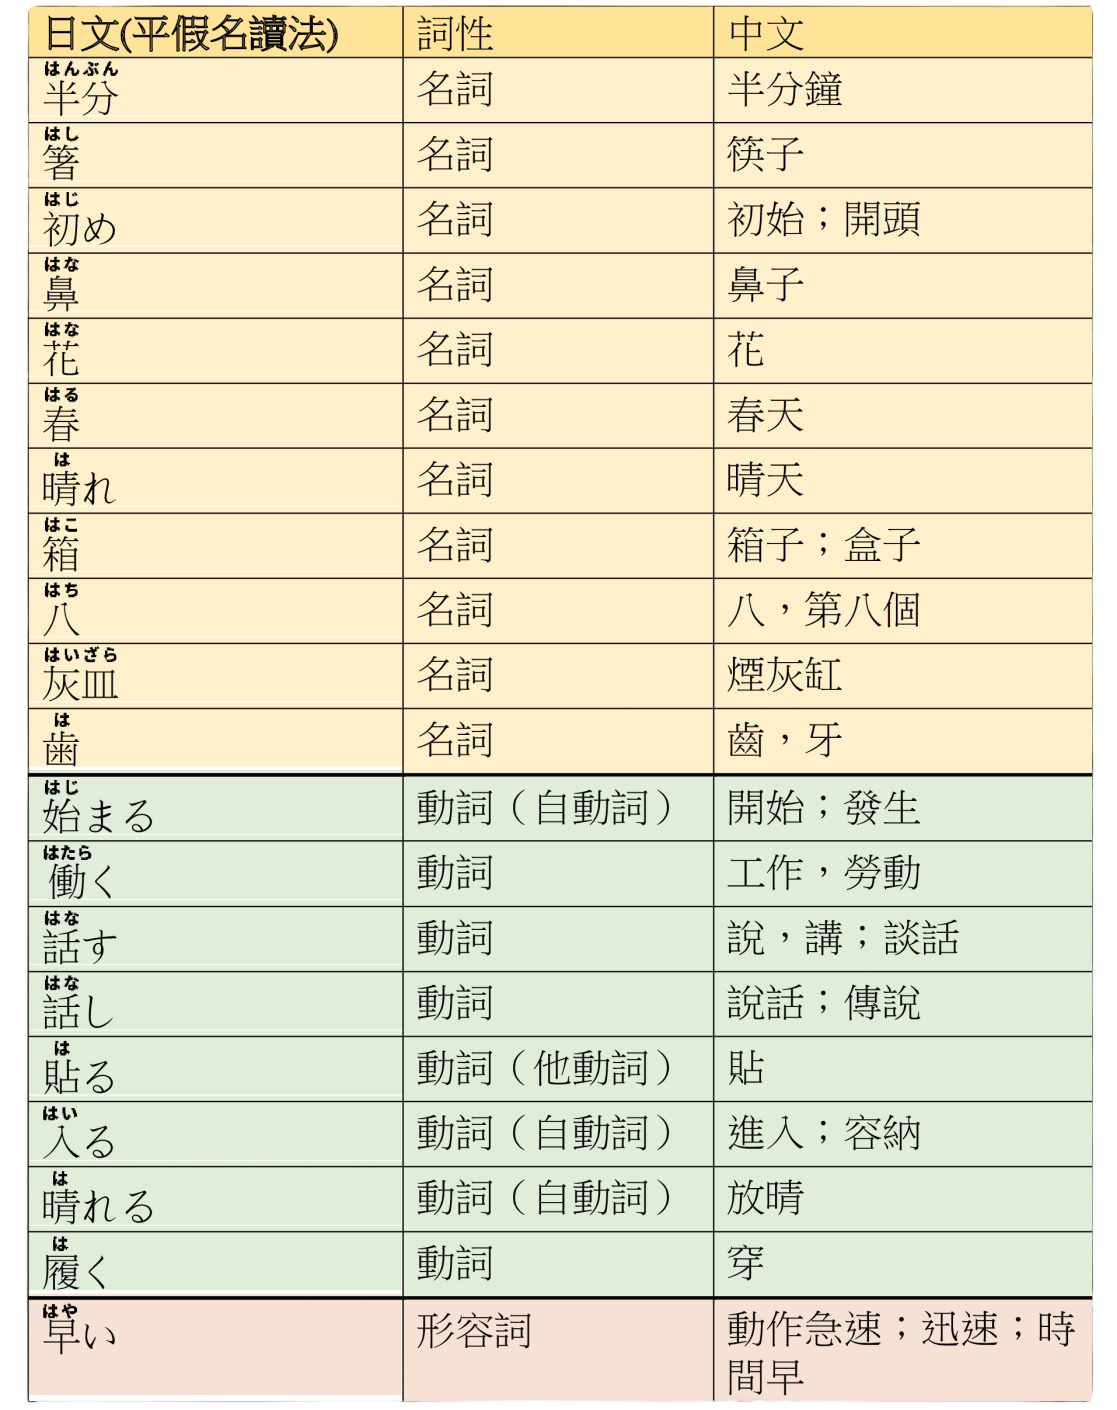 日文(平假名讀法) 詞性 中文
はんぶん
半分 名詞 半分鐘
はし
箸 名詞 筷子
はじ
初め 名詞 初始；開頭
はな
鼻 名詞 鼻子
はな
花 名詞 花
はる
春 名詞 春天
は
晴れ 名詞 晴天
はこ
箱 名詞 箱子；盒子
はち
八 名詞 八，第八個
はいざら
灰皿 名詞 煙灰缸
は
歯 名詞 齒，牙
はじ
始まる 動詞（自動詞） 開始；發生
はたら
働く 動詞 工作，勞動
はな
話す 動詞 說，講；談話
はな
話し 動詞 說話；傳說
は
貼る 動詞（他動詞） 貼
はい
入る 動詞（自動詞） 進入；容納
は
晴れる 動詞（自動詞） 放晴
は
履く 動詞 穿
はや
早い 形容詞 動作急速；迅速；時
間早